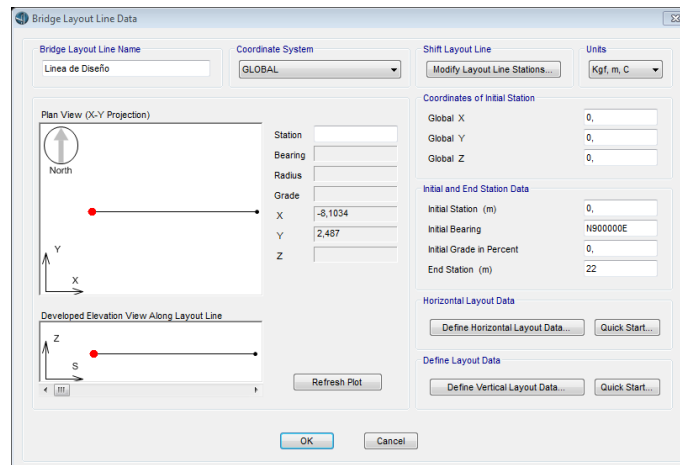 Bridge Layout Line Data
Bridge Layout Line Name
Linea de Diseño
Coordinate System
GLOBAL
Shift Layout Line
Modify Layout Line Stations...
Units
Kgf, m, C
Plan View (X-Y Projection)
North
Y
X
Station
Bearing
Radius
Grade
X -8,1034
Y 2,487
Z
Coordinates of Initial Station
Global X 0,
Global Y 0,
Global Z 0,
Initial and End Station Data
Initial Station (m) 0,
Initial Bearing N900000E
Initial Grade in Percent 0,
End Station (m) 22
Developed Elevation View Along Layout Line
Z
S
Refresh Plot
Horizontal Layout Data
Define Horizontal Layout Data... Quick Start...
Define Layout Data
Define Vertical Layout Data... Quick Start...
OK Cancel